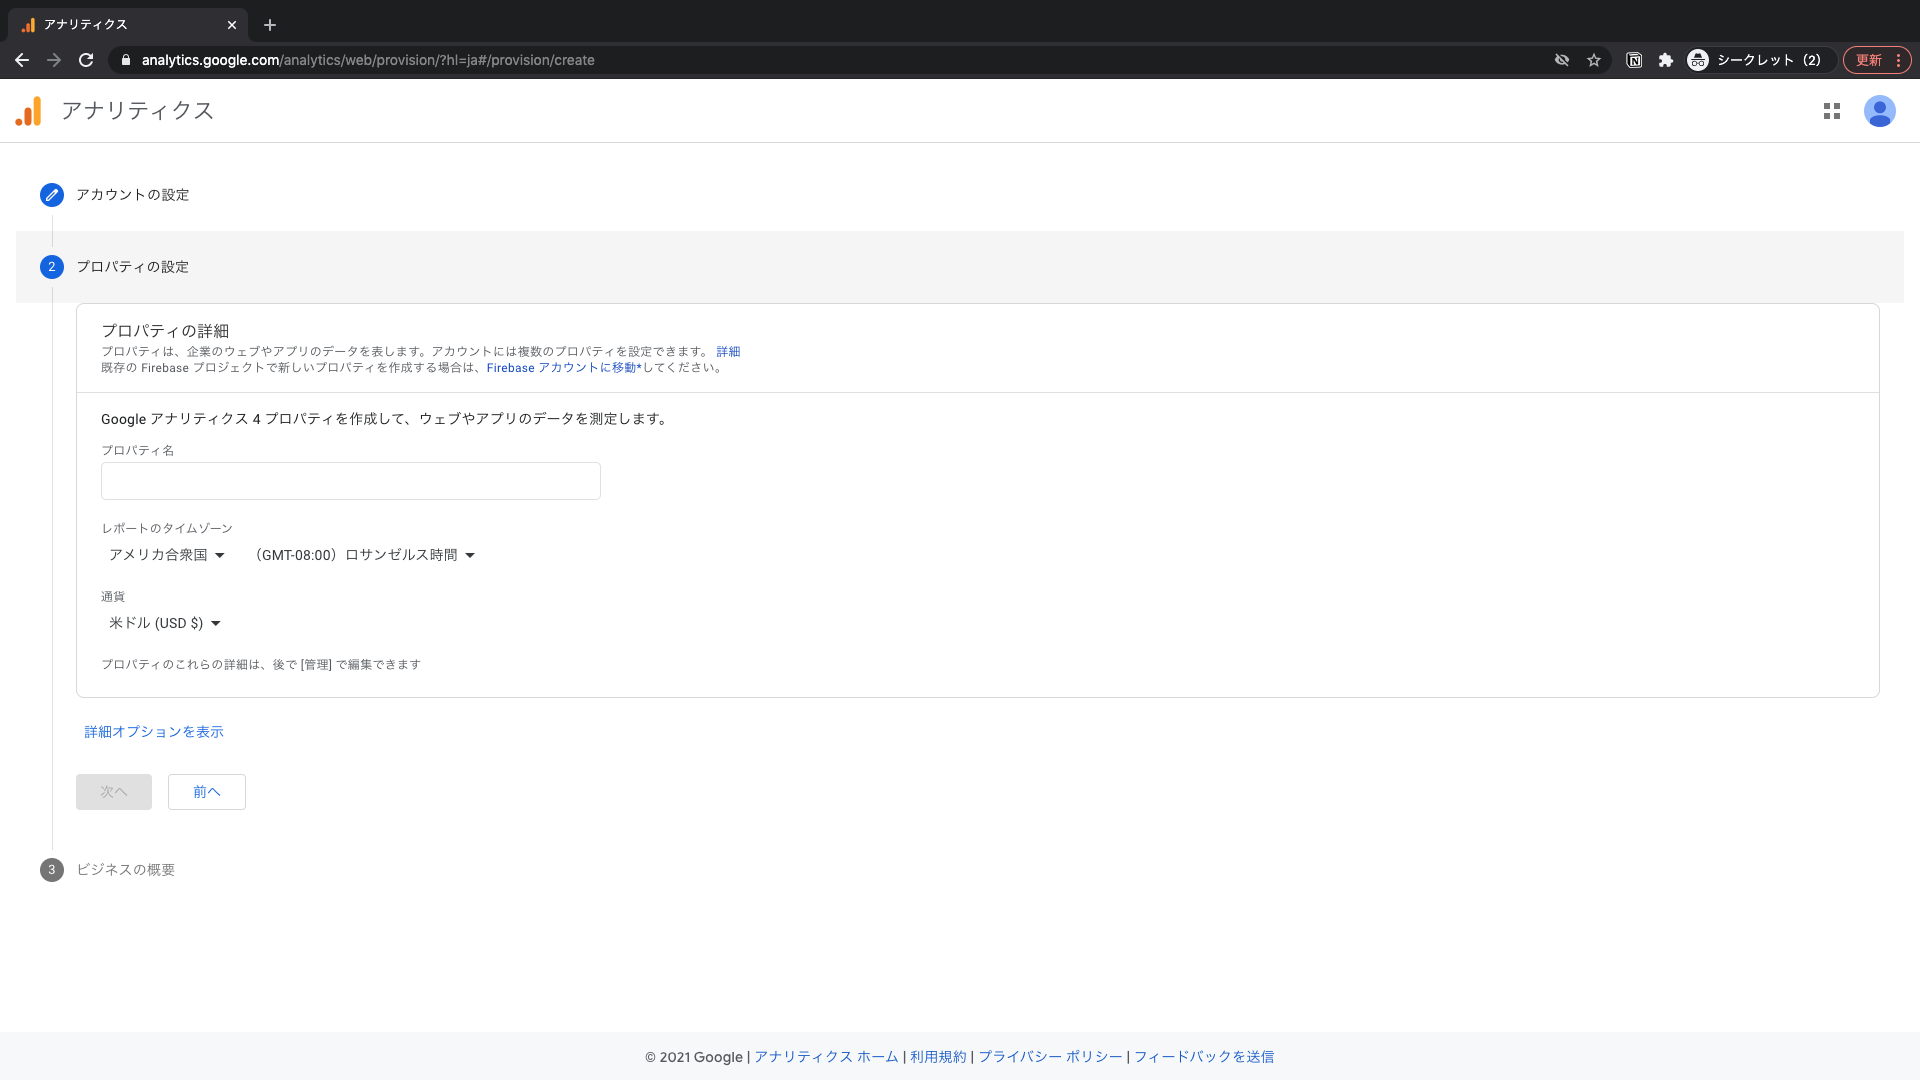 アナリティクス
analytics.google.com/analytics/web/provision/?hl=ja#/provision/create
シークレット（2）
更新
アナリティクス
アカウントの設定
2 プロパティの設定
プロパティの詳細
プロパティは、企業のウェブやアプリのデータを表します。アカウントには複数のプロパティを設定できます。 詳細
既存の Firebase プロジェクトで新しいプロパティを作成する場合は、Firebase アカウントに移動*してください。
Google アナリティクス 4 プロパティを作成して、ウェブやアプリのデータを測定します。
プロパティ名
レポートのタイムゾーン
アメリカ合衆国 （GMT-08:00）ロサンゼルス時間
通貨
米ドル (USD $)
プロパティのこれらの詳細は、後で [管理] で編集できます
詳細オプションを表示
次へ 前へ
3 ビジネスの概要
© 2021 Google | アナリティクス ホーム | 利用規約 | プライバシー ポリシー | フィードバックを送信